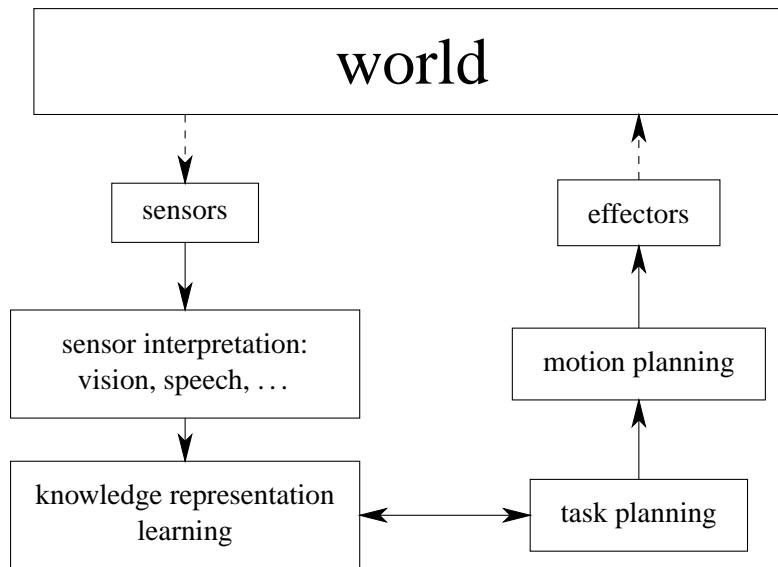 world
sensors
effectors
sensor interpretation:
vision, speech, . . .
motion planning
knowledge representation
learning
task planning